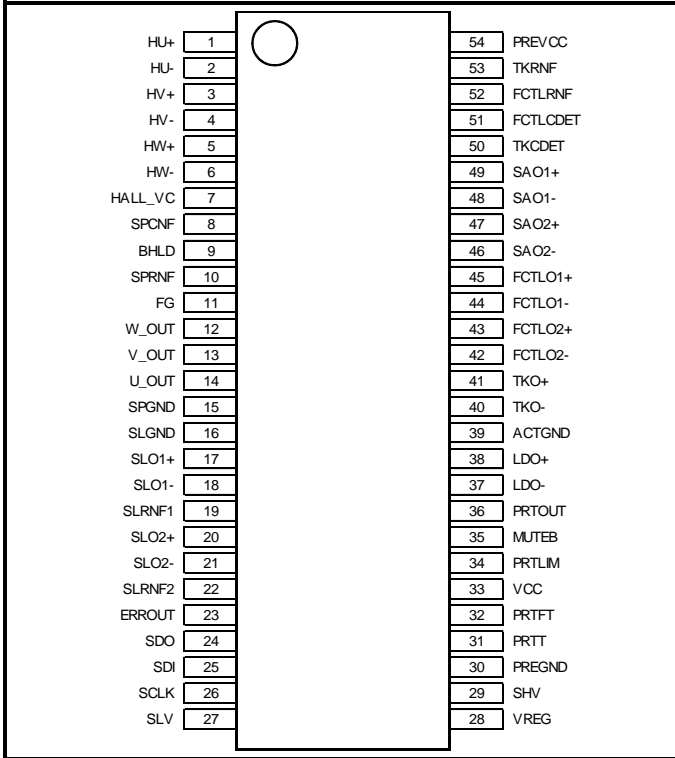 HU+ 1 54 PREVCC
HU- 2 53 TKRNF
HV+ 3 52 FCTLRNF
HV- 4 51 FCTLCDET
HW+ 5 50 TKCDET
HW- 6 49 SAO1+
HALL_VC 7 48 SAO1-
SPCNF 8 47 SAO2+
BHLD 9 46 SAO2-
SPRNF 10 45 FCTLO1+
FG 11 44 FCTLO1-
W_OUT 12 43 FCTLO2+
V_OUT 13 42 FCTLO2-
U_OUT 14 41 TKO+
SPGND 15 40 TKO-
SLGND 16 39 ACTGND
SLO1+ 17 38 LDO+
SLO1- 18 37 LDO-
SLRNF1 19 36 PRTOUT
SLO2+ 20 35 MUTEB
SLO2- 21 34 PRTLIM
SLRNF2 22 33 VCC
ERROUT 23 32 PRTFT
SDO 24 31 PRTT
SDI 25 30 PREGND
SCLK 26 29 SHV
SLV 27 28 VREG